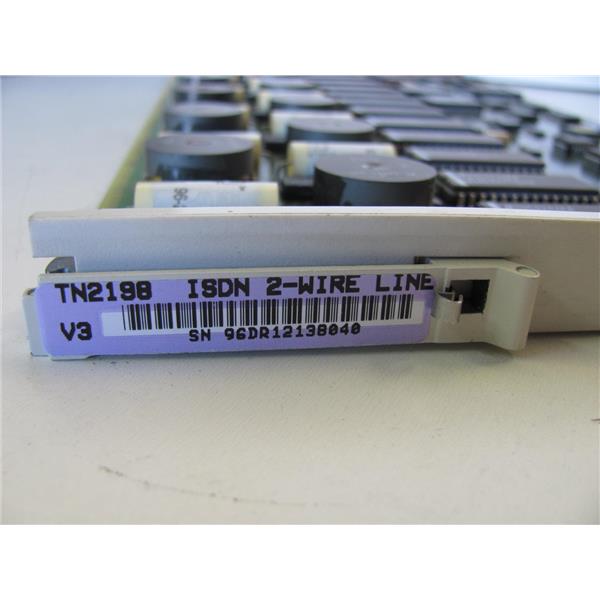 TN2198 ISDN 2-WIRE LINE
V3
SN 96DR12138040